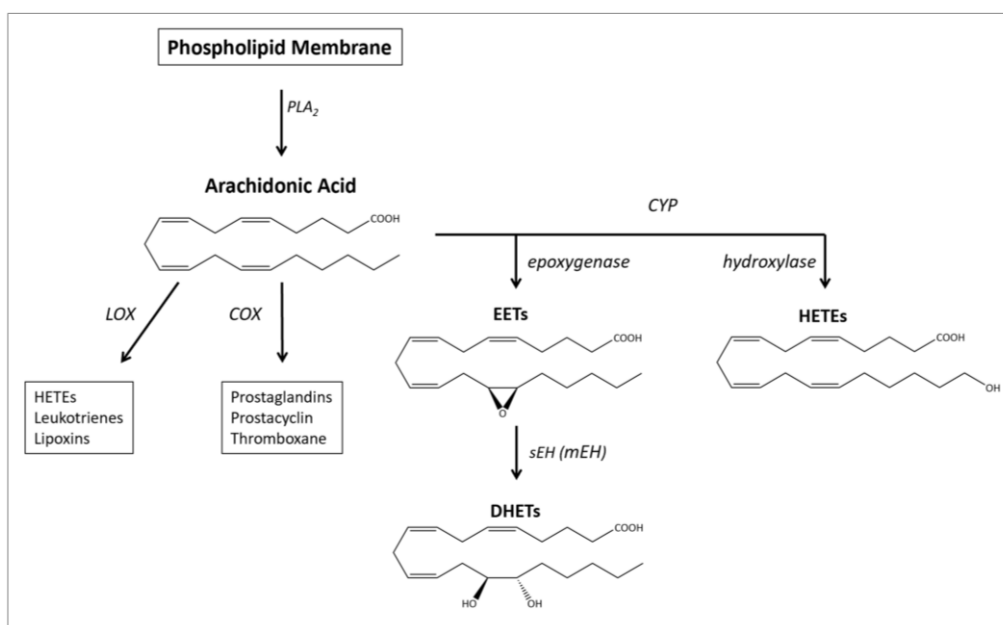 Phospholipid Membrane
PLA₂
Arachidonic Acid
COOH
CYP
LOX
COX
epoxygenase
hydroxylase
EETs
HETEs
COOH
O
COOH
OH
HETEs
Leukotrienes
Lipoxins
Prostaglandins
Prostacyclin
Thromboxane
sEH (mEH)
DHETs
COOH
HO
OH